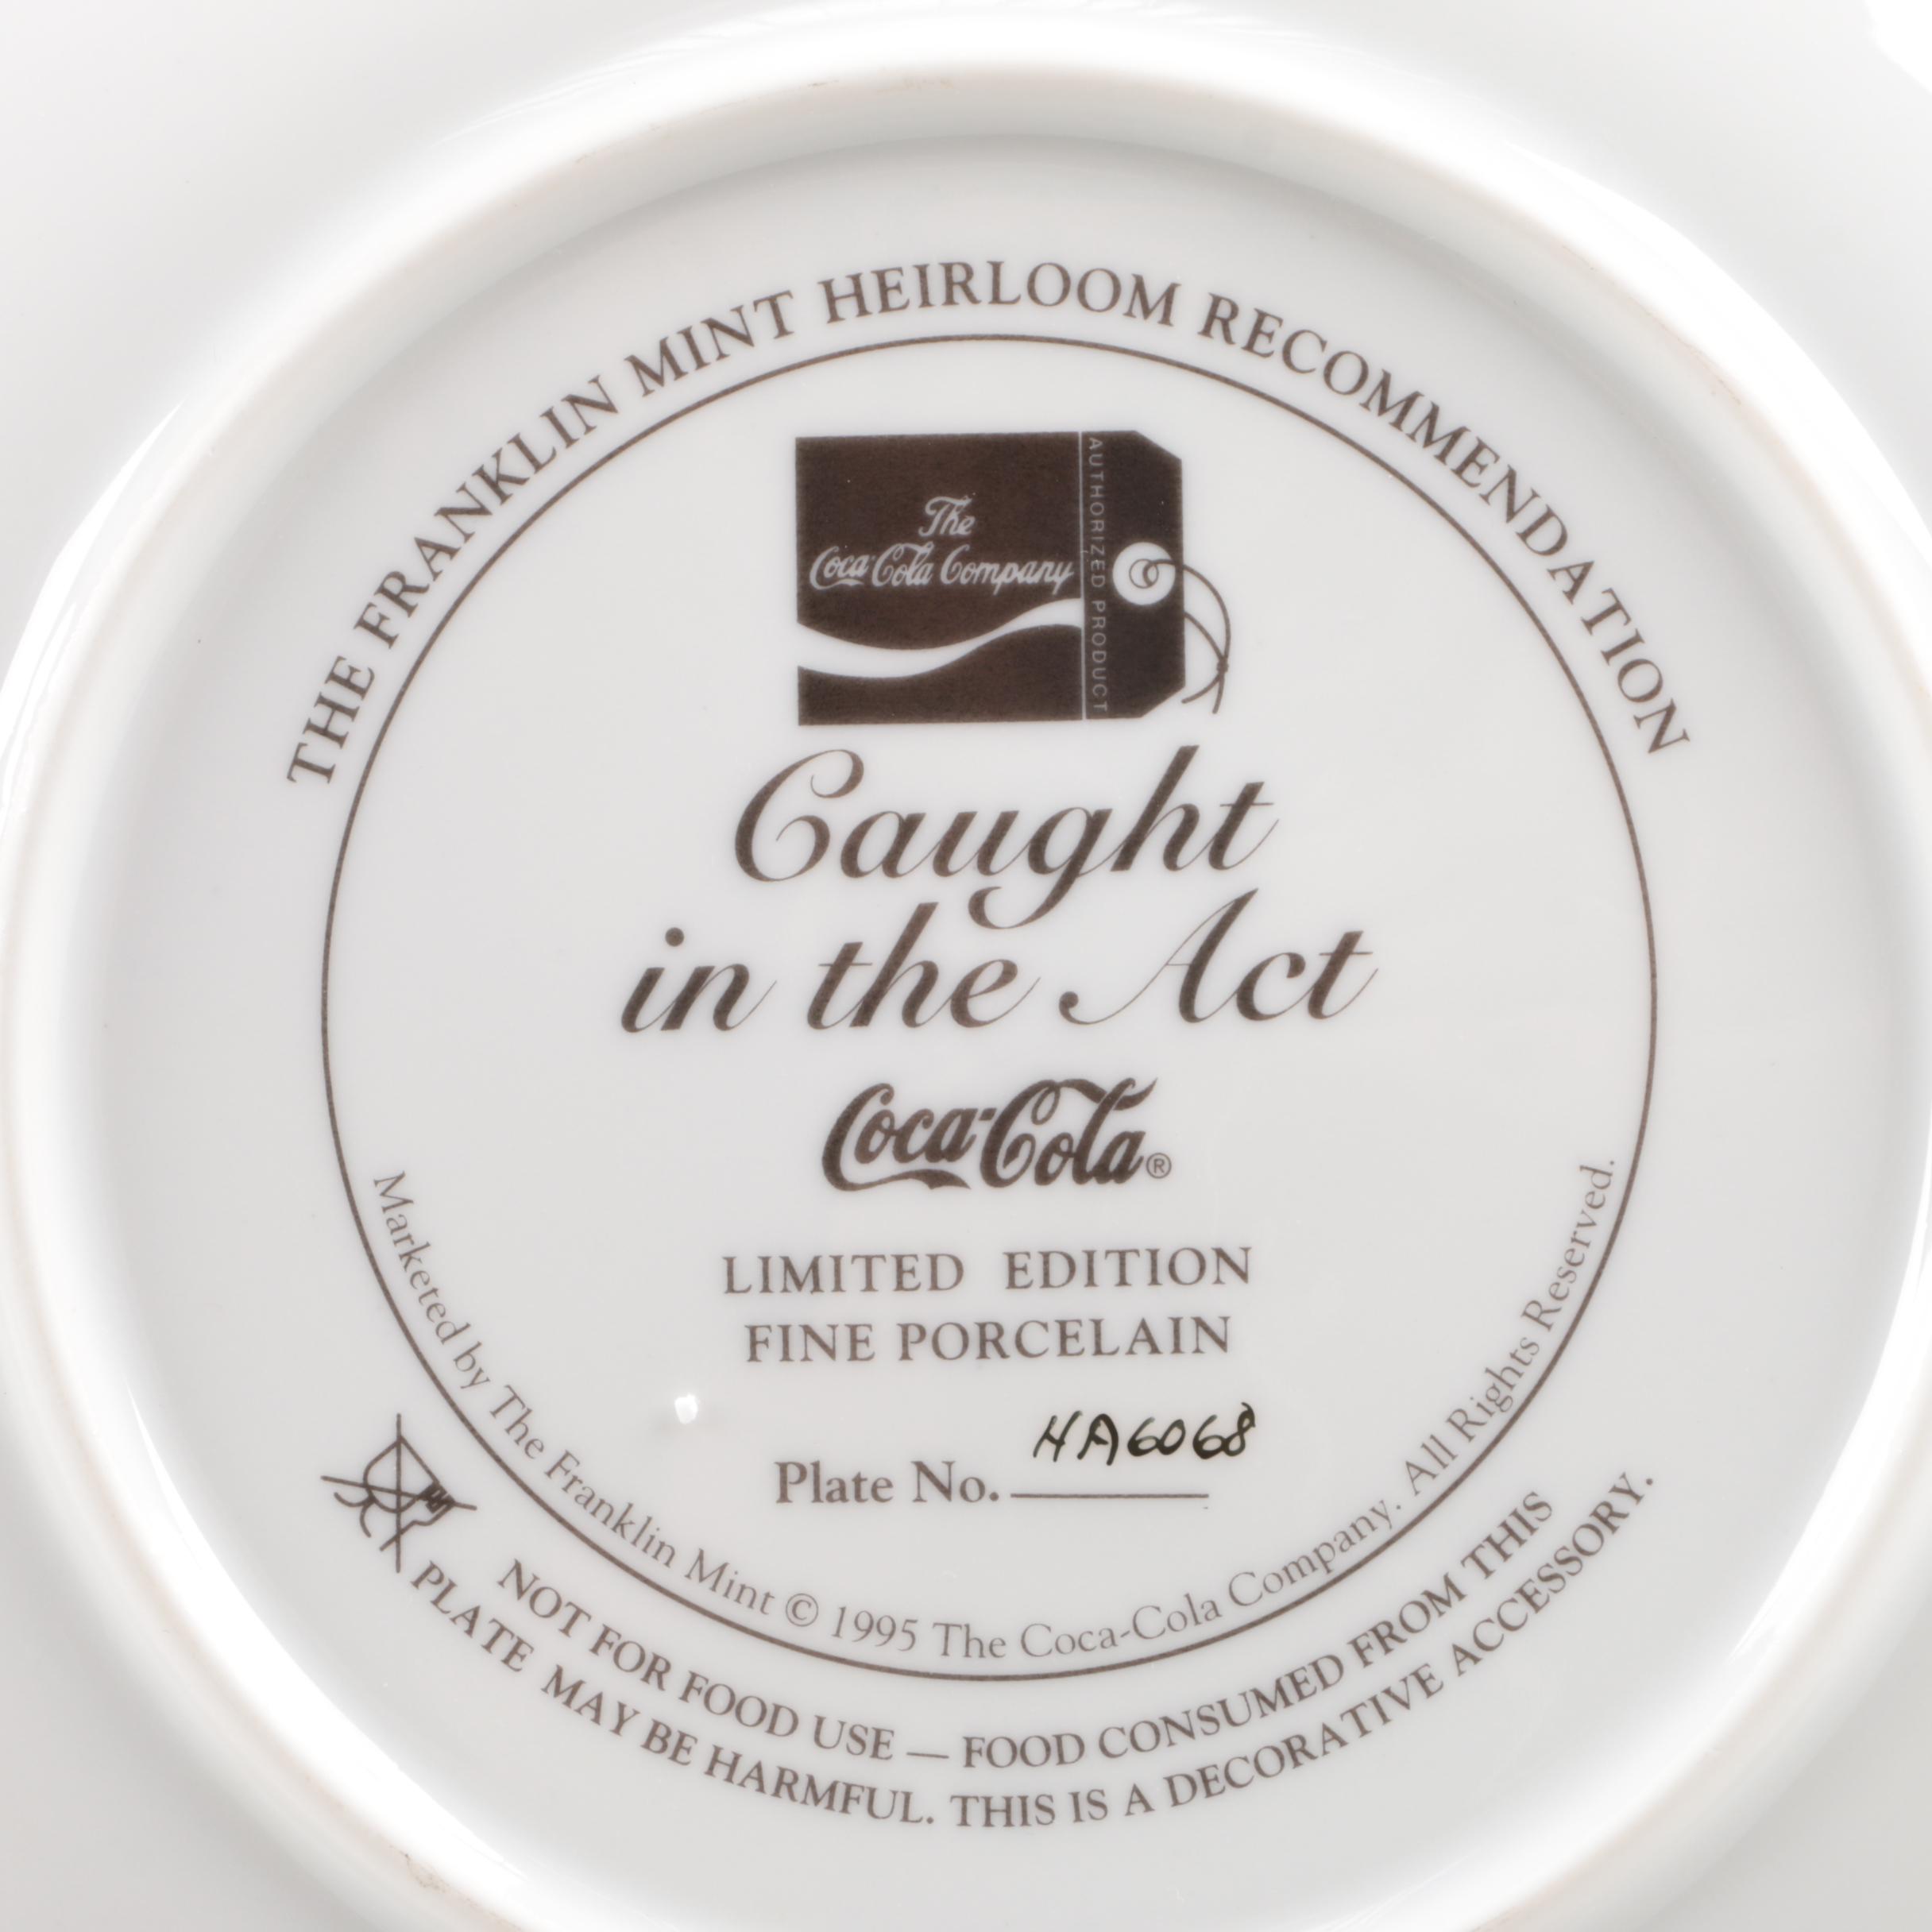 THE FRANKLIN MINT HEIRLOOM RECOMMENDATION
The
Coca-Cola Company
AUTHORIZED PRODUCT
Caught
in the Act
Coca-Cola®
LIMITED EDITION
FINE PORCELAIN
Plate No. HA6068
Marketed by The Franklin Mint © 1995 The Coca-Cola Company. All Rights Reserved.
NOT FOR FOOD USE — FOOD CONSUMED FROM THIS
PLATE MAY BE HARMFUL. THIS IS A DECORATIVE ACCESSORY.